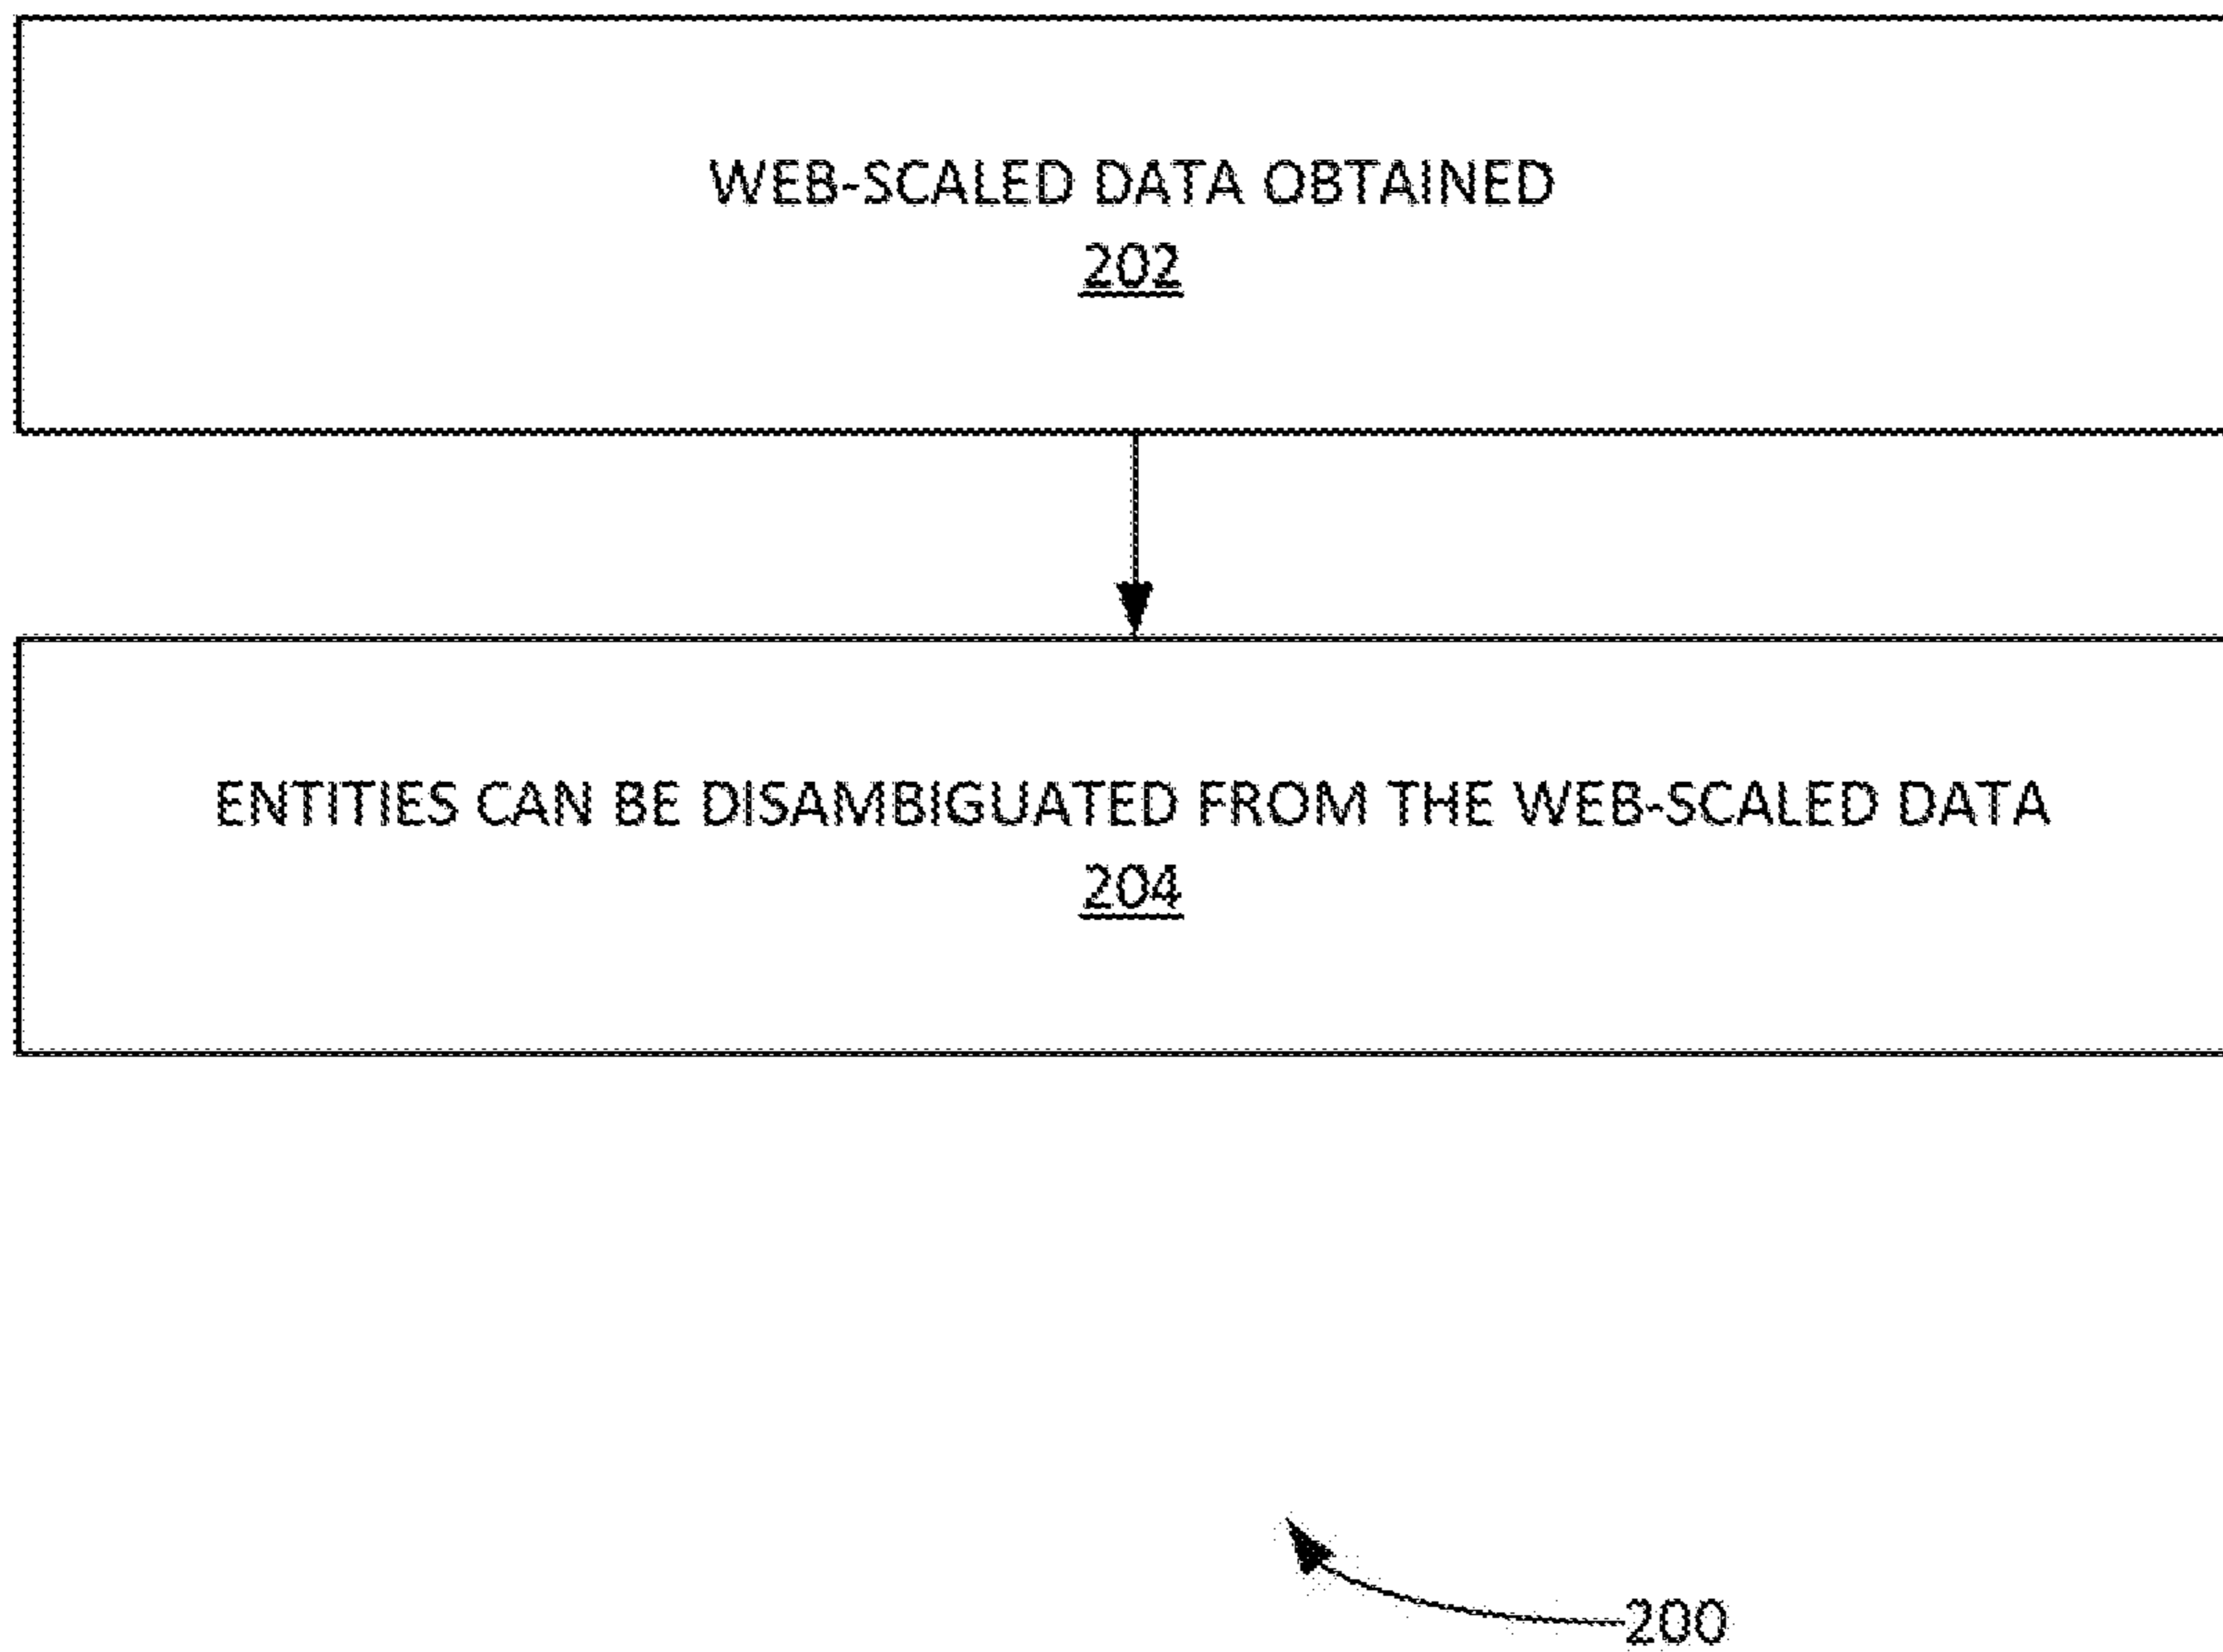 WEB-SCALED DATA OBTAINED
202
ENTITIES CAN BE DISAMBIGUATED FROM THE WEB-SCALED DATA
204
200